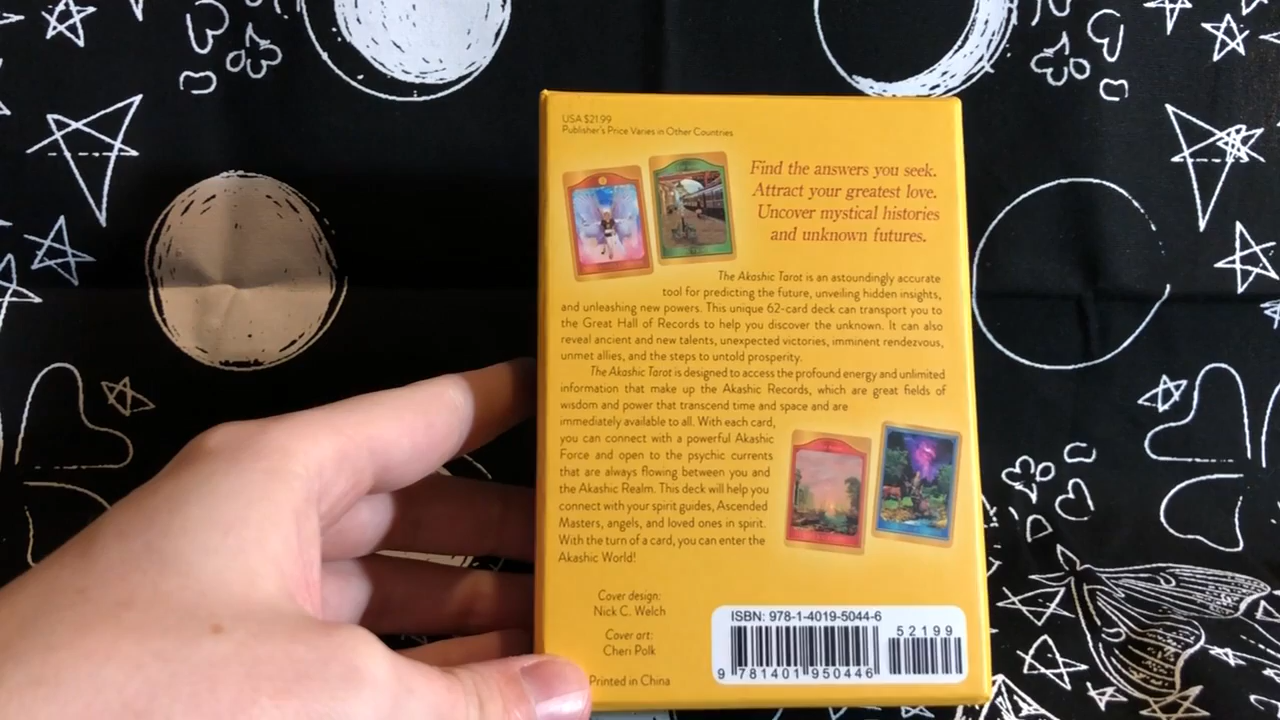 USA $21.99
Publisher's Price Varies in Other Countries
Find the answers you seek.
Attract your greatest love.
Uncover mystical histories
and unknown futures.
The Akashic Tarot is an astoundingly accurate
tool for predicting the future, unveiling hidden insights,
and unleashing new powers. This unique 62-card deck can transport you to
the Great Hall of Records to help you discover the unknown. It can also
reveal ancient and new talents, unexpected victories, imminent rendezvous,
unmet allies, and the steps to untold prosperity.
The Akashic Tarot is designed to access the profound energy and unlimited
information that make up the Akashic Records, which are great fields of
wisdom and power that transcend time and space and are
immediately available to all. With each card,
you can connect with a powerful Akashic
Force and open to the psychic currents
that are always flowing between you and
the Akashic Realm. This deck will help you
connect with your spirit guides, Ascended
Masters, angels, and loved ones in spirit.
With the turn of a card, you can enter the
Akashic World!
Cover design:
Nick C. Welch
Cover art:
Cheri Polk
Printed in China
ISBN: 978-1-4019-5044-6
52199
9 781401 950446